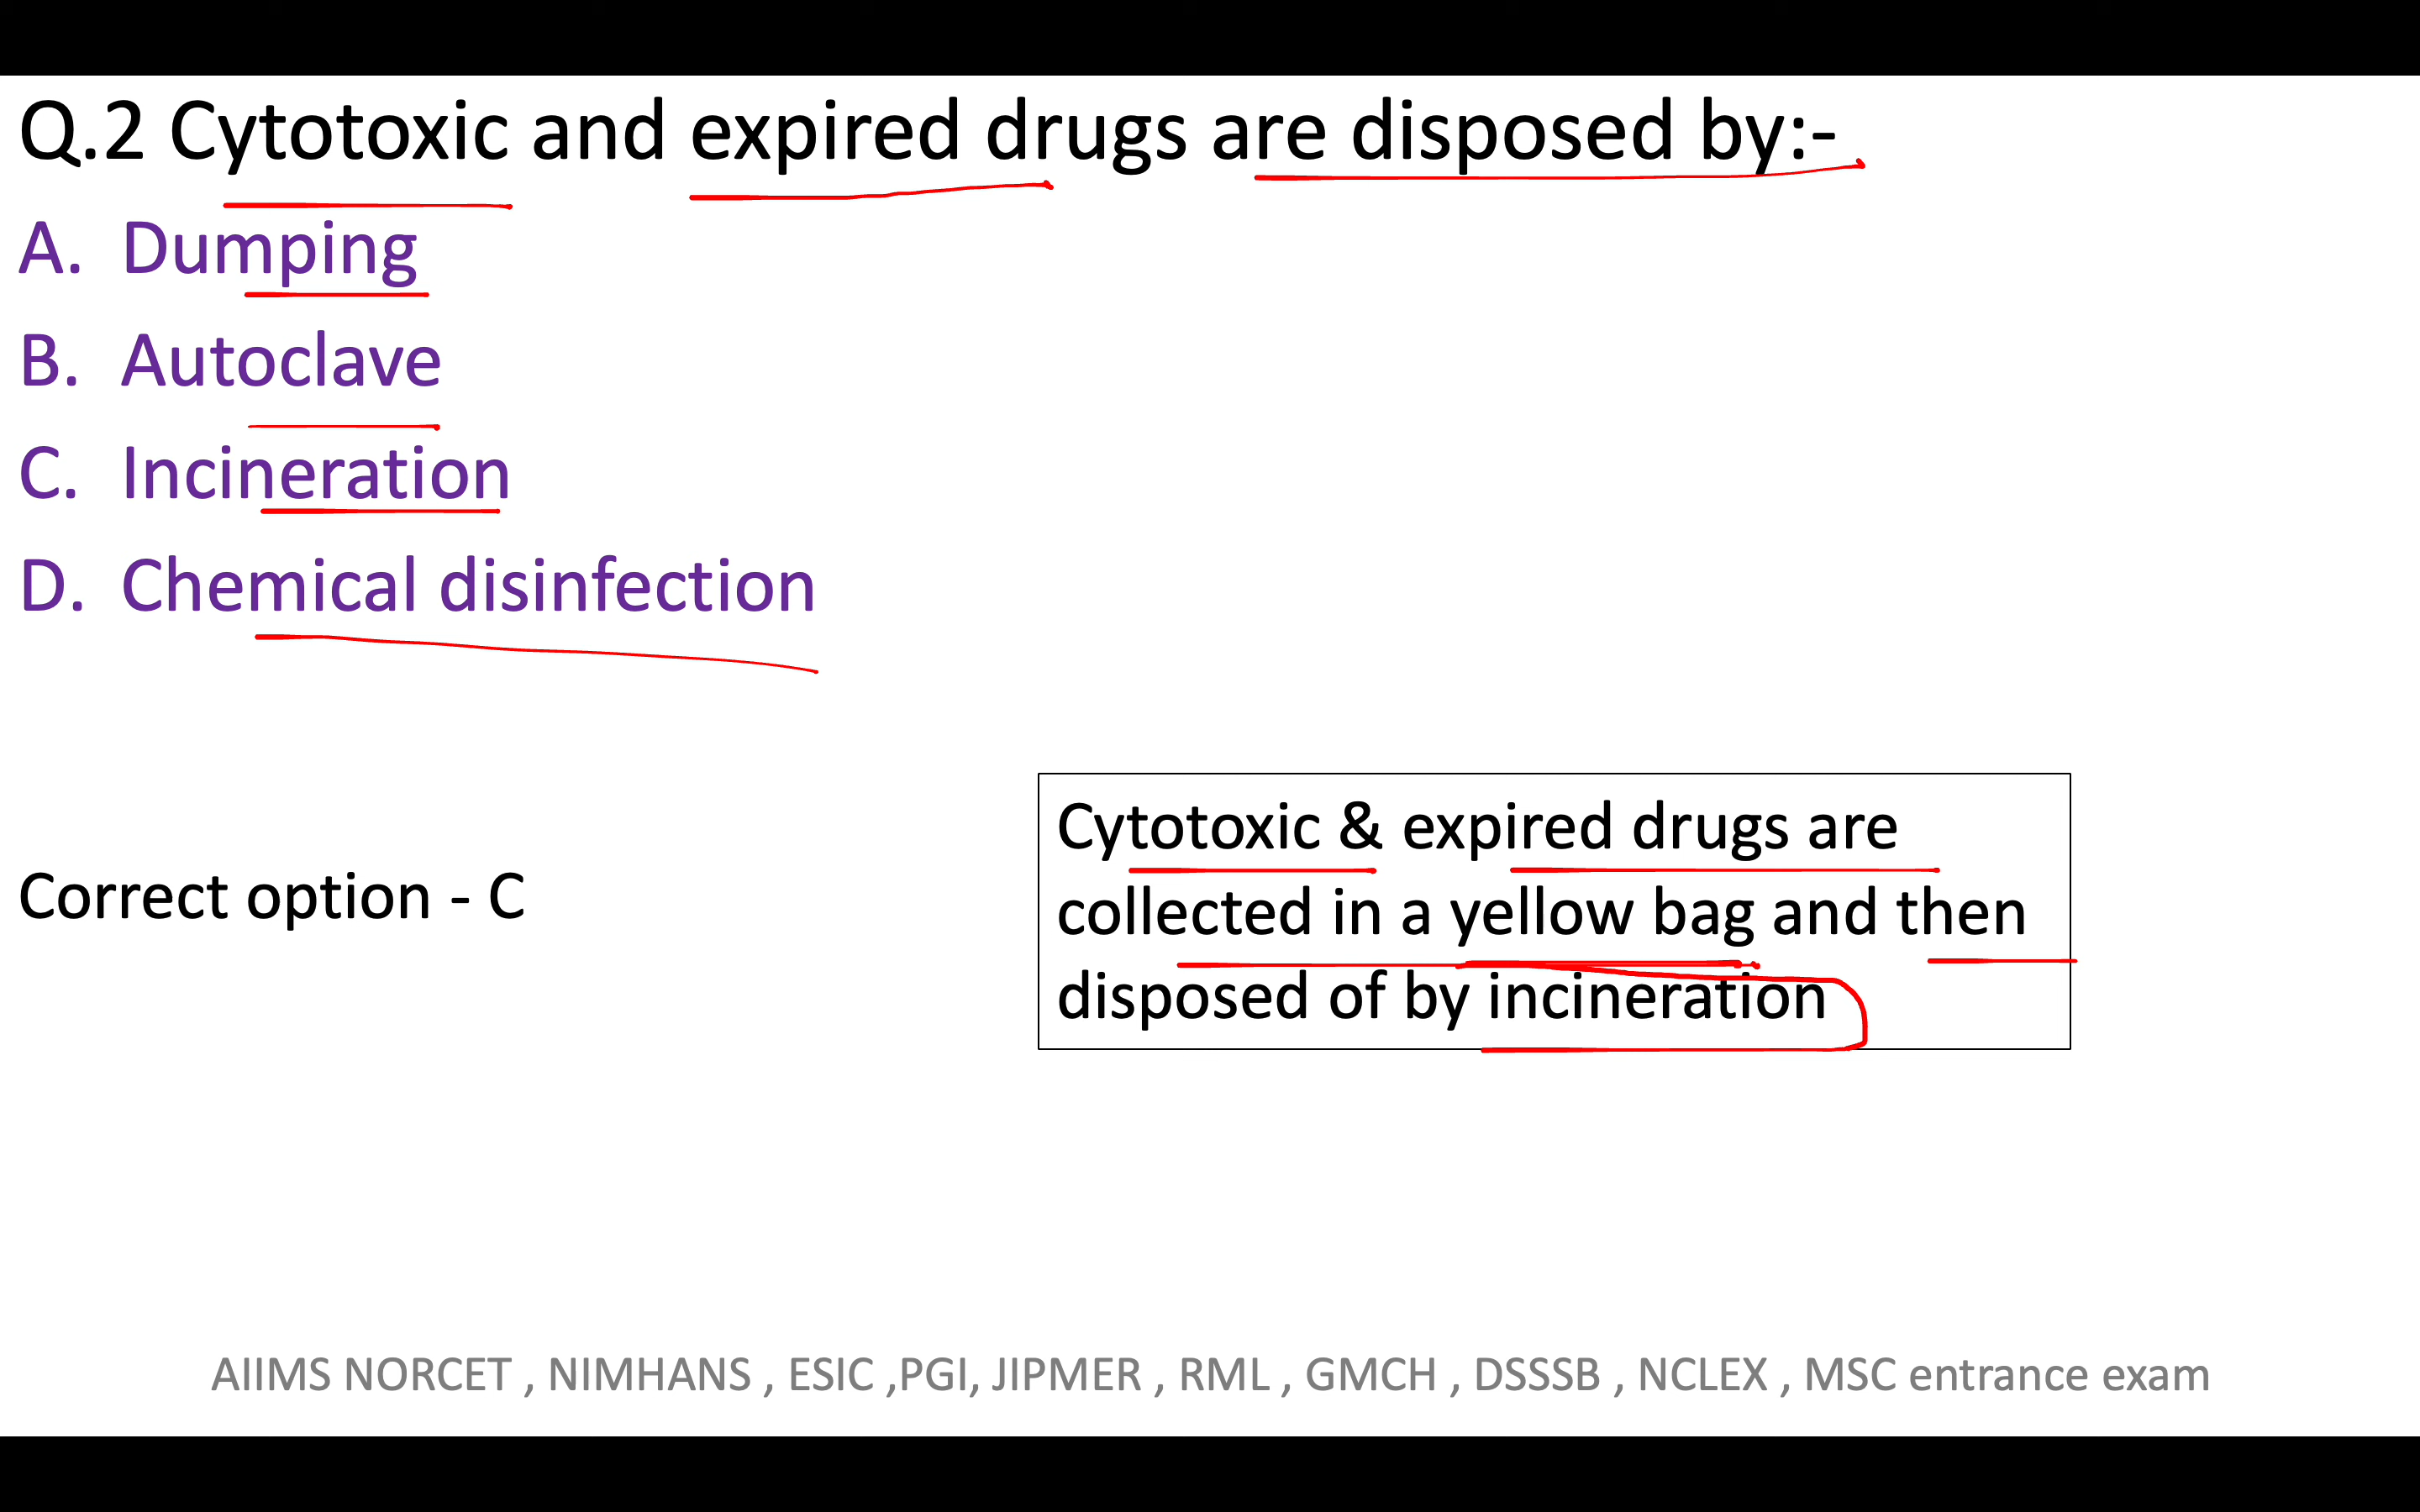 Q.2 Cytotoxic and expired drugs are disposed by:-
A. Dumping
B. Autoclave
C. Incineration
D. Chemical disinfection
Cytotoxic & expired drugs are
collected in a yellow bag and then
disposed of by incineration
Correct option - C
AIIMS NORCET , NIMHANS , ESIC ,PGI, JIPMER , RML , GMCH , DSSSB , NCLEX , MSC entrance exam